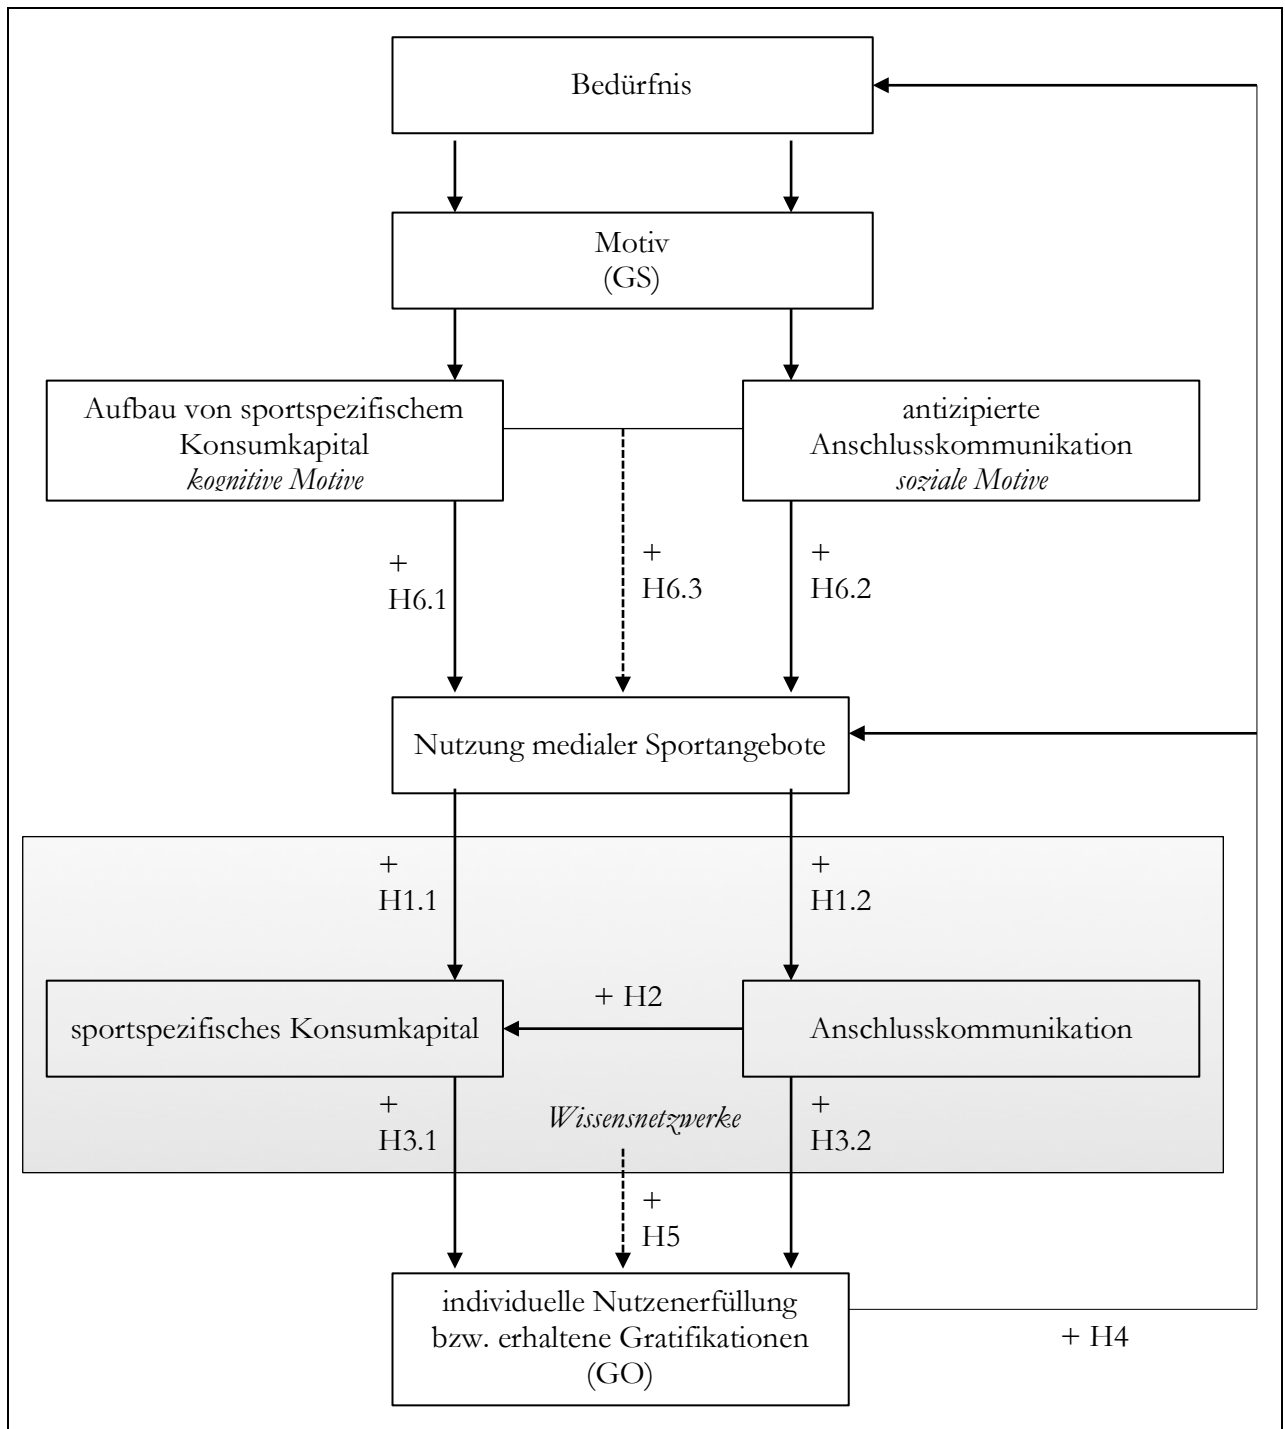 Bedürfnis
Motiv
(GS)
Aufbau von sportspezifischem
Konsumkapital
kognitive Motive
antizipierte
Anschlusskommunikation
soziale Motive
+
H6.1
+
H6.3
+
H6.2
Nutzung medialer Sportangebote
+
H1.1
+
H1.2
sportspezifisches Konsumkapital
+ H2
Anschlusskommunikation
+
H3.1
Wissensnetzwerke
+
H3.2
+
H5
individuelle Nutzenerfüllung
bzw. erhaltene Gratifikationen
(GO)
+ H4